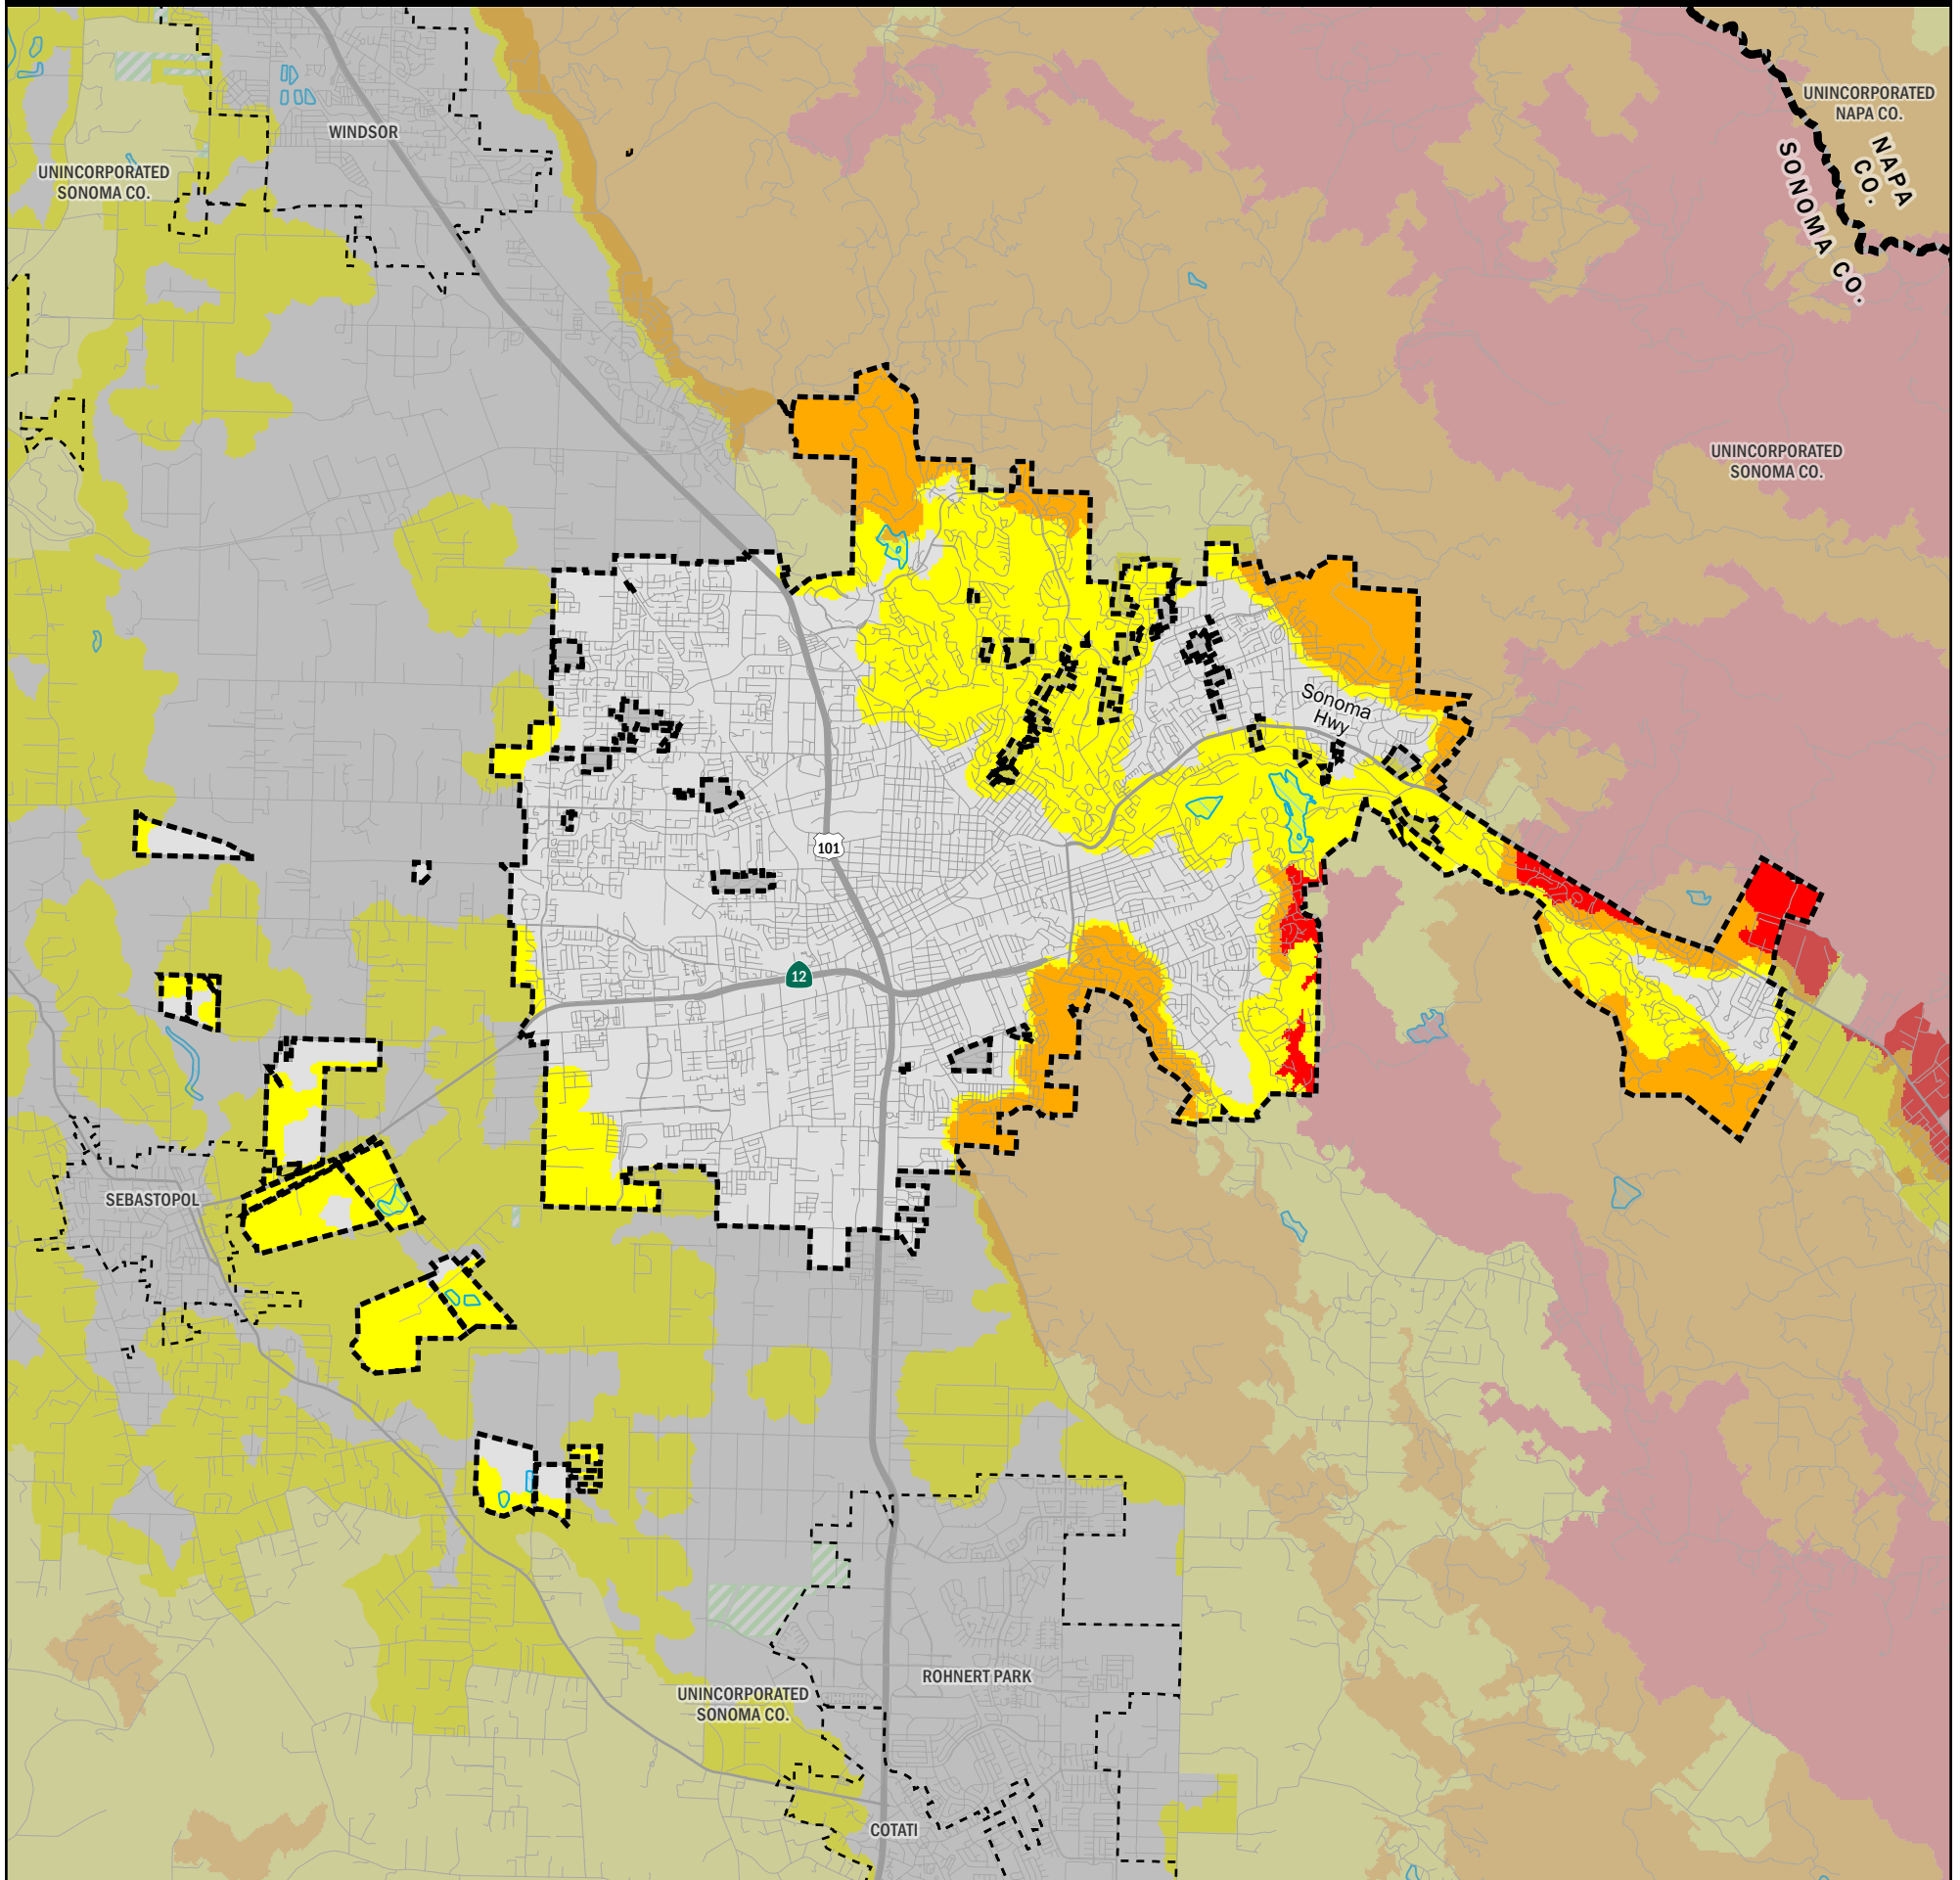 UNINCORPORATED
NAPA CO.
WINDSOR
NAPA
CO.
SONOMA CO.
UNINCORPORATED
SONOMA CO.
UNINCORPORATED
SONOMA CO.
Sonoma
Hwy
101
12
SEBASTOPOL
ROHNERT PARK
UNINCORPORATED
SONOMA CO.
COTATI